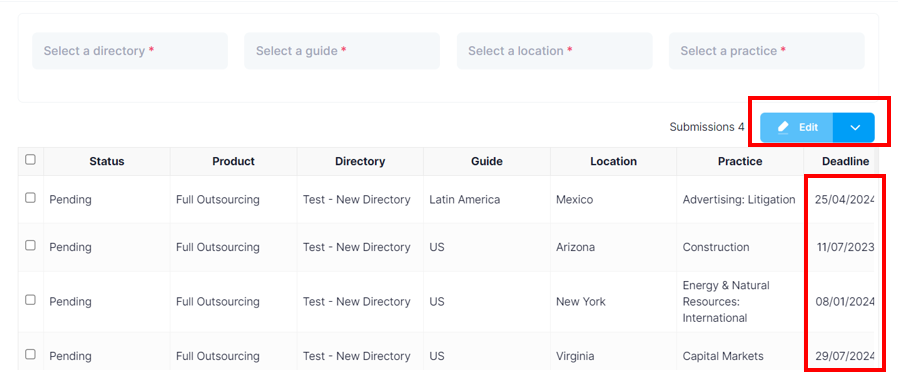 Select a directory *
Select a guide *
Select a location *
Select a practice *
Submissions 4
Edit
Status Product Directory Guide Location Practice Deadline
Pending Full Outsourcing Test - New Directory Latin America Mexico Advertising: Litigation 25/04/2024
Pending Full Outsourcing Test - New Directory US Arizona Construction 11/07/2023
Pending Full Outsourcing Test - New Directory US New York Energy & Natural
Resources:
International 08/01/2024
Pending Full Outsourcing Test - New Directory US Virginia Capital Markets 29/07/2024